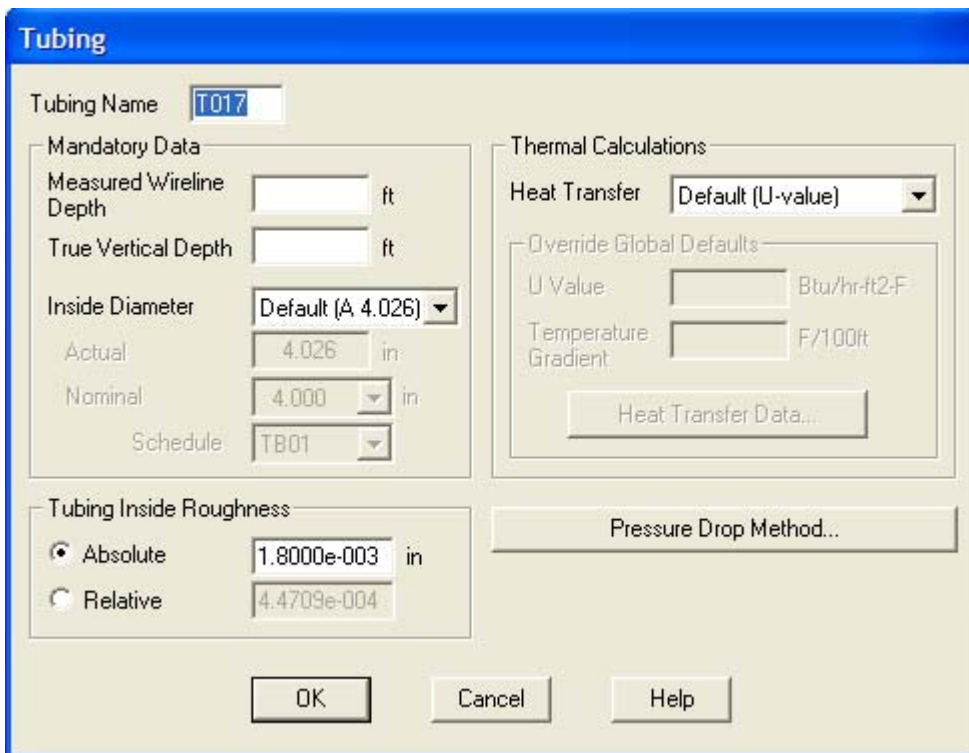 Tubing
Tubing Name T017
Mandatory Data
Measured Wireline
Depth
ft
True Vertical Depth
ft
Inside Diameter Default (A 4.026)
Actual 4.026 in
Nominal 4.000 in
Schedule TB01
Tubing Inside Roughness
Absolute 1.8000e-003 in
Relative 4.4709e-004
Thermal Calculations
Heat Transfer Default (U-value)
Override Global Defaults
U Value Btu/hr-ft2-F
Temperature
Gradient
F/100ft
Heat Transfer Data...
Pressure Drop Method...
OK Cancel Help